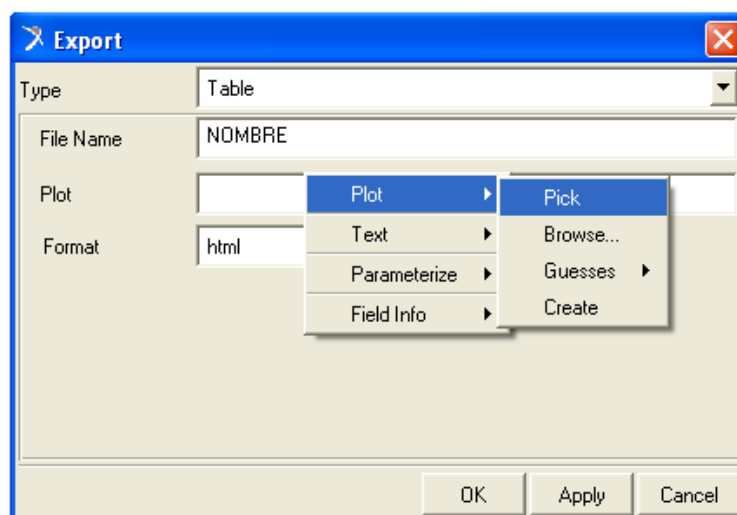 Export
Type Table
File Name NOMBRE
Plot Plot Pick
Text Browse...
Format html Parameterize Guesses
Field Info Create
OK Apply Cancel